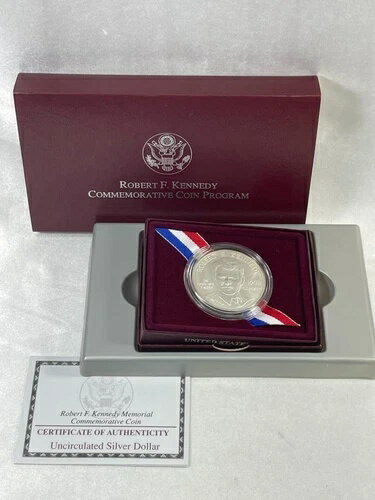 ROBERT F. KENNEDY
COMMEMORATIVE COIN PROGRAM
UNITED STATES
Robert F. Kennedy Memorial
Commemorative Coin
CERTIFICATE OF AUTHENTICITY
Uncirculated Silver Dollar